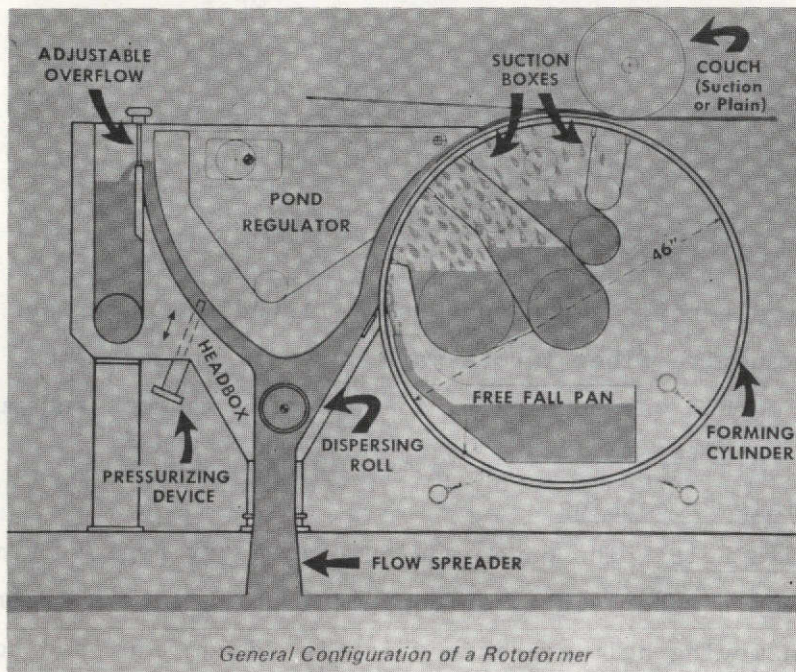 ADJUSTABLE
OVERFLOW
SUCTION
BOXES
COUCH
(Suction
or Plain)
POND
REGULATOR
46"
HEADBOX
FREE FALL PAN
DISPERSING
ROLL
FORMING
CYLINDER
PRESSURIZING
DEVICE
FLOW SPREADER
General Configuration of a Rotoformer